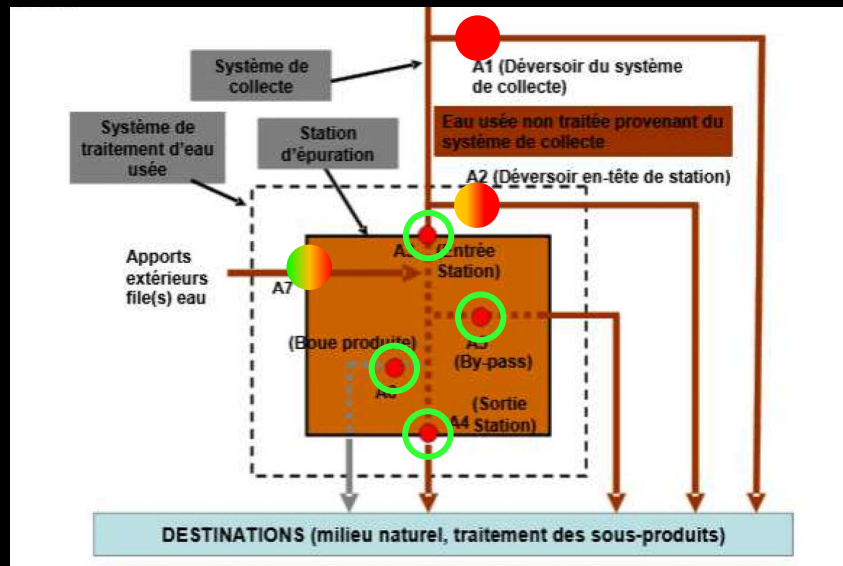 Système de
collecte
A1 (Déversoir du système
de collecte)
Système de
traitement d'eau
usée
Station
d'épuration
Eau usée non traitée provenant du
système de collecte
A2 (Déversoir en-tête de station)
(Entrée
Station)
Apports
extérieurs
file(s) eau
A7
(Boue produite)
A5
(By-pass)
A6
(Sortie
A4 Station)
DESTINATIONS (milieu naturel, traitement des sous-produits)